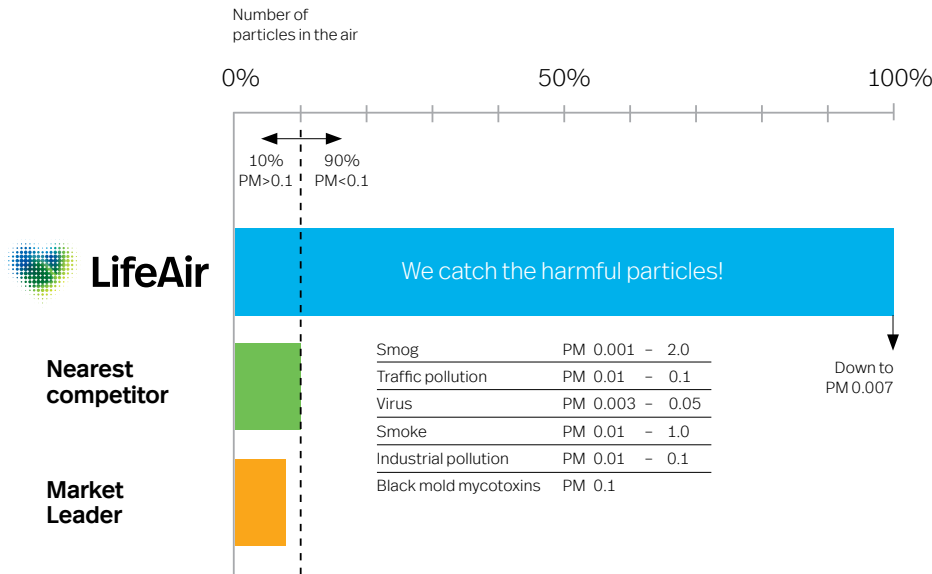 Number of
particles in the air
0% 50% 100%
10% 90%
PM>0.1 PM<0.1
LifeAir
We catch the harmful particles!
Nearest
competitor
Smog PM 0.001 – 2.0
Traffic pollution PM 0.01 – 0.1
Virus PM 0.003 – 0.05
Smoke PM 0.01 – 1.0
Industrial pollution PM 0.01 – 0.1
Black mold mycotoxins PM 0.1
Down to
PM 0.007
Market
Leader